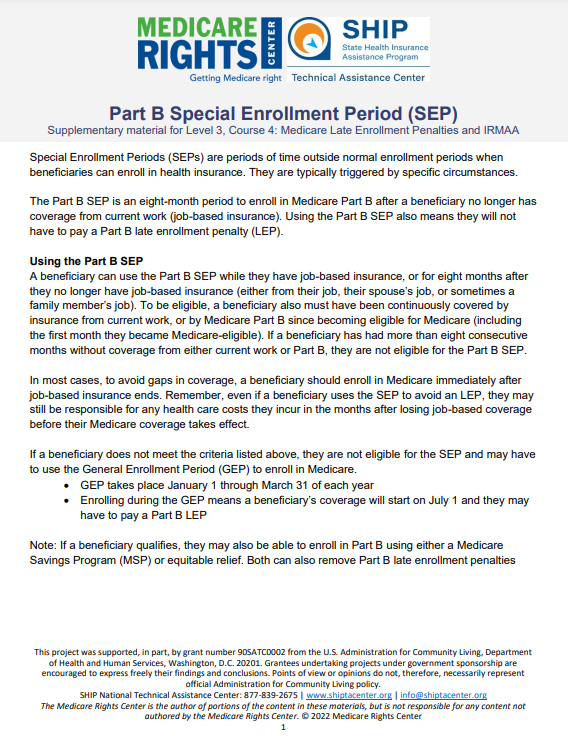 MEDICARE
RIGHTS
CENTER
Getting Medicare right
SHIP
State Health Insurance
Assistance Program
Technical Assistance Center
Part B Special Enrollment Period (SEP)
Supplementary material for Level 3, Course 4: Medicare Late Enrollment Penalties and IRMAA
Special Enrollment Periods (SEPs) are periods of time outside normal enrollment periods when
beneficiaries can enroll in health insurance. They are typically triggered by specific circumstances.
The Part B SEP is an eight-month period to enroll in Medicare Part B after a beneficiary no longer has
coverage from current work (job-based insurance). Using the Part B SEP also means they will not
have to pay a Part B late enrollment penalty (LEP).
Using the Part B SEP
A beneficiary can use the Part B SEP while they have job-based insurance, or for eight months after
they no longer have job-based insurance (either from their job, their spouse's job, or sometimes a
family member's job). To be eligible, a beneficiary also must have been continuously covered by
insurance from current work, or by Medicare Part B since becoming eligible for Medicare (including
the first month they became Medicare-eligible). If a beneficiary has had more than eight consecutive
months without coverage from either current work or Part B, they are not eligible for the Part B SEP.
In most cases, to avoid gaps in coverage, a beneficiary should enroll in Medicare immediately after
job-based insurance ends. Remember, even if a beneficiary uses the SEP to avoid an LEP, they may
still be responsible for any health care costs they incur in the months after losing job-based coverage
before their Medicare coverage takes effect.
If a beneficiary does not meet the criteria listed above, they are not eligible for the SEP and may have
to use the General Enrollment Period (GEP) to enroll in Medicare.
• GEP takes place January 1 through March 31 of each year
• Enrolling during the GEP means a beneficiary's coverage will start on July 1 and they may
have to pay a Part B LEP
Note: If a beneficiary qualifies, they may also be able to enroll in Part B using either a Medicare
Savings Program (MSP) or equitable relief. Both can also remove Part B late enrollment penalties
This project was supported, in part, by grant number 90SATC0002 from the U.S. Administration for Community Living, Department
of Health and Human Services, Washington, D.C. 20201. Grantees undertaking projects under government sponsorship are
encouraged to express freely their findings and conclusions. Points of view or opinions do not, therefore, necessarily represent
official Administration for Community Living policy.
SHIP National Technical Assistance Center: 877-839-2675 | www.shiptacenter.org | info@shiptacenter.org
The Medicare Rights Center is the author of portions of the content in these materials, but is not responsible for any content not
authored by the Medicare Rights Center. © 2022 Medicare Rights Center
1